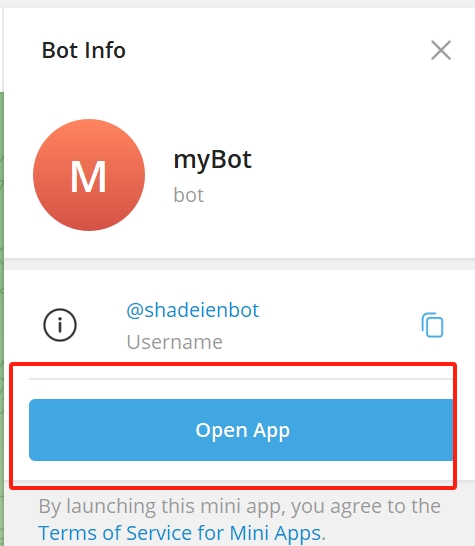 Bot Info
M
myBot
bot
@shadeienbot
Username
Open App
By launching this mini app, you agree to the
Terms of Service for Mini Apps.